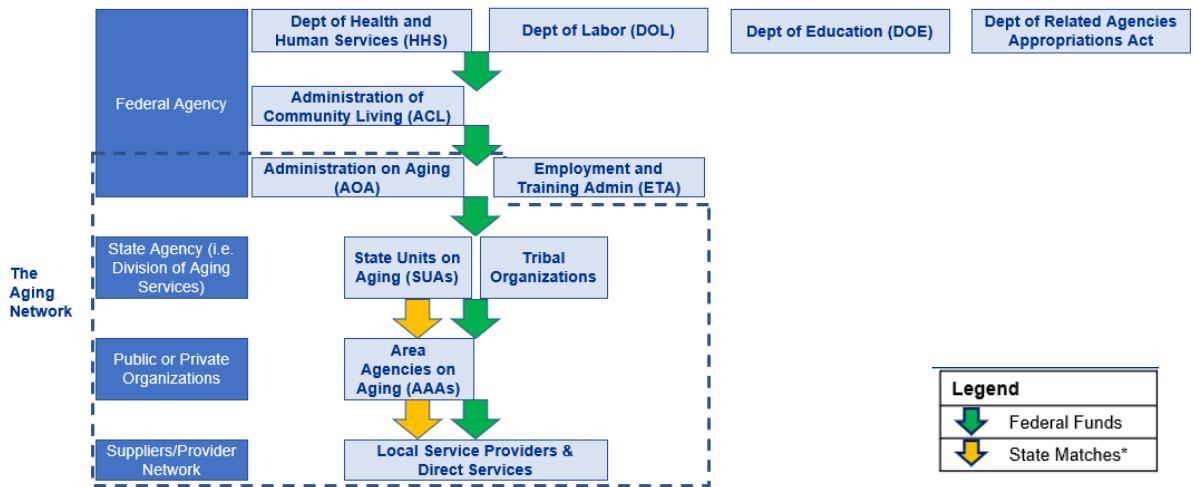 Dept of Health and
Human Services (HHS)
Dept of Labor (DOL)
Dept of Education (DOE)
Dept of Related Agencies
Appropriations Act
Federal Agency
Administration of
Community Living (ACL)
Administration on Aging
(AOA)
Employment and
Training Admin (ETA)
The
Aging
Network
State Agency (i.e.
Division of Aging
Services)
State Units on
Aging (SUAs)
Tribal
Organizations
Public or Private
Organizations
Area
Agencies on
Aging (AAAs)
Suppliers/Provider
Network
Local Service Providers &
Direct Services
Legend
Federal Funds
State Matches*